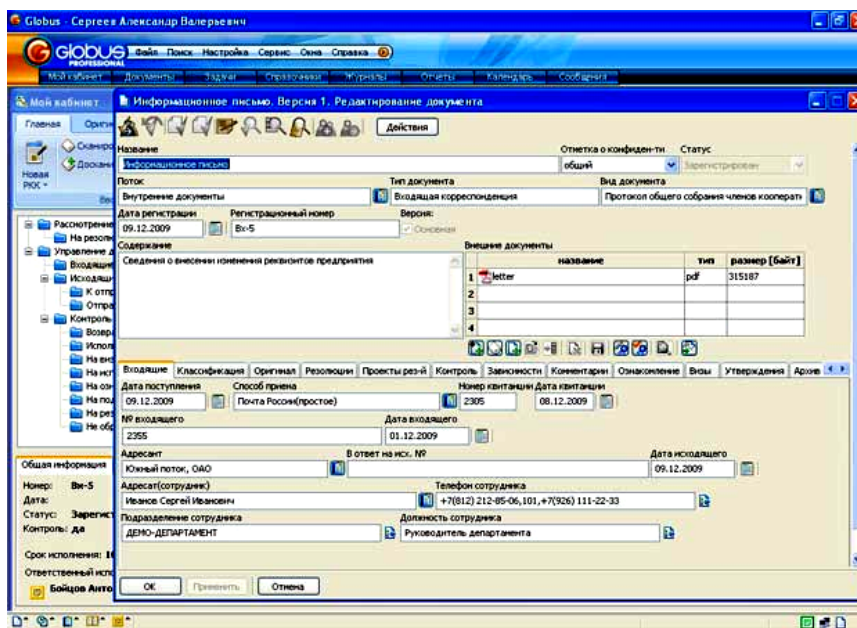 Globus - Сергеев Александр Валерьевич
GLOBUS
PROFESSIONAL
Файл Поиск Настройка Сервис Окна Справка
Мой кабинет Документы Задачи Справочники Журналы Отчеты Календарь Сообщения
Мой кабинет
Информационное письмо. Версия 1. Редактирование документа
Главная
Действия
Новая
РКК
Название Отметка о конфиден-ти Статус
Информационное письмо общий Зарегистрирован
Поток Тип документа Вид документа
Внутренние документы Входящая корреспонденция Протокол общего собрания членов кооперат
Дата регистрации Регистрационный номер Версия:
09.12.2009 Вх-5 Основная
Содержание Внешние документы
Сведения о внесении изменения реквизитов предприятия
название тип размер [байт]
1 letter pdf 315187
2
3
4
Рассмотрение
На резол
Управление д
Входящие
Исходящи
К отпр
Отпра
Контроль
Возвр
Испол
На виз
На исг
На озн
На по
На рез
Не обр
Входящие Классификация Оригинал Резолюции Проекты рез-й Контроль Зависимости Комментарии Ознакомление Визы Утверждения Архив
Дата поступления Способ приема Номер квитанции Дата квитанции
09.12.2009 Почта России(простое) 2305 08.12.2009
№ входящего Дата входящего
2355 01.12.2009
Адресант В ответ на исх. № Дата исходящего
Южный поток, ОАО 09.12.2009
Адресат(сотрудник) Телефон сотрудника
Иванов Сергей Иванович +7(812) 212-85-06,101,+7(926) 111-22-33
Подразделение сотрудника Должность сотрудника
ДЕМО-ДЕПАРТАМЕНТ Руководитель департамента
Общая информация
Номер: Вх-5
Дата:
Статус: Зарегист
Контроль: да
Срок исполнения:
Ответственный испо
Бойцов Анто
OK Применить Отмена